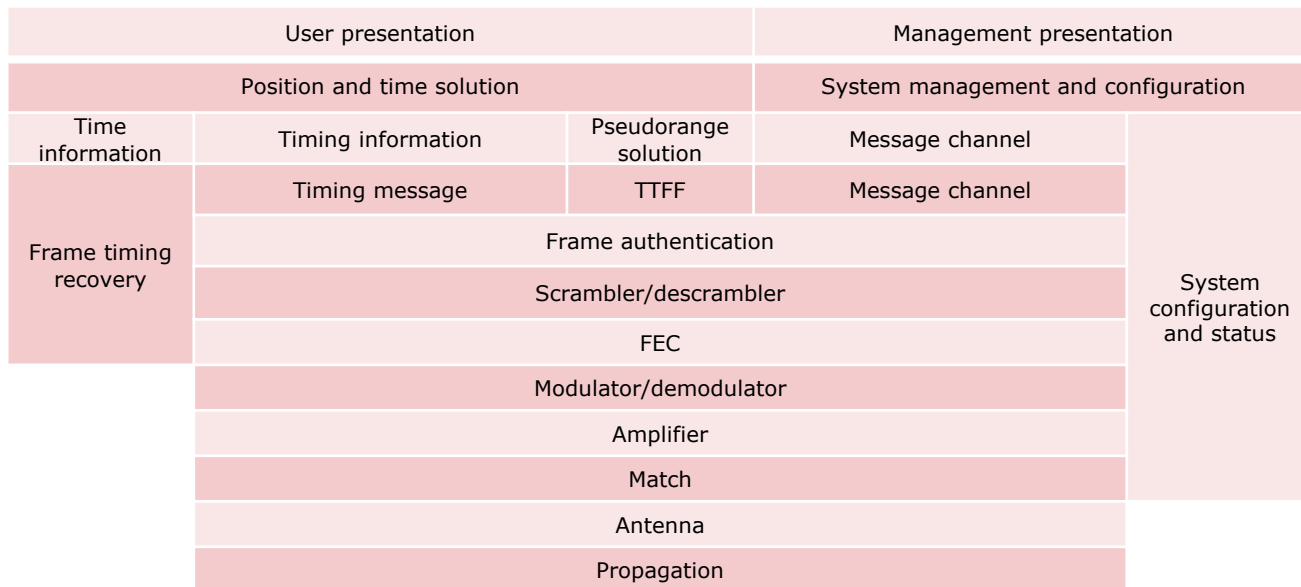 User presentation
Management presentation
Position and time solution
System management and configuration
Time
information
Timing information
Pseudorange
solution
Message channel
Timing message
TTFF
Message channel
Frame timing
recovery
Frame authentication
Scrambler/descrambler
System
configuration
and status
FEC
Modulator/demodulator
Amplifier
Match
Antenna
Propagation